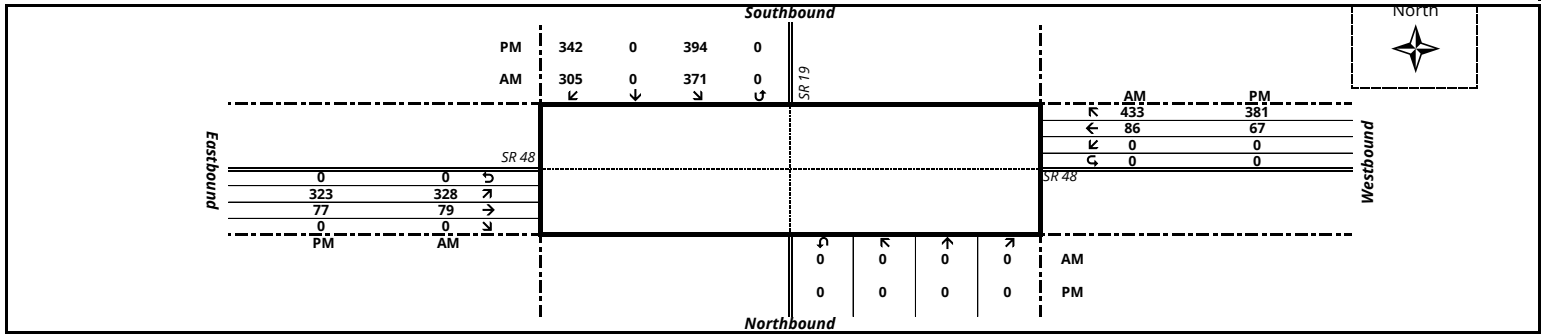 Southbound
North
PM 342 0 394 0
SR 19
AM 305 0 371 0
AM PM
433 381
86 67
0 0
0 0
Eastbound
Westbound
SR 48
SR 48
0 0
323 328
77 79
0 0
PM AM
0 0 0 0 AM
0 0 0 0 PM
Northbound